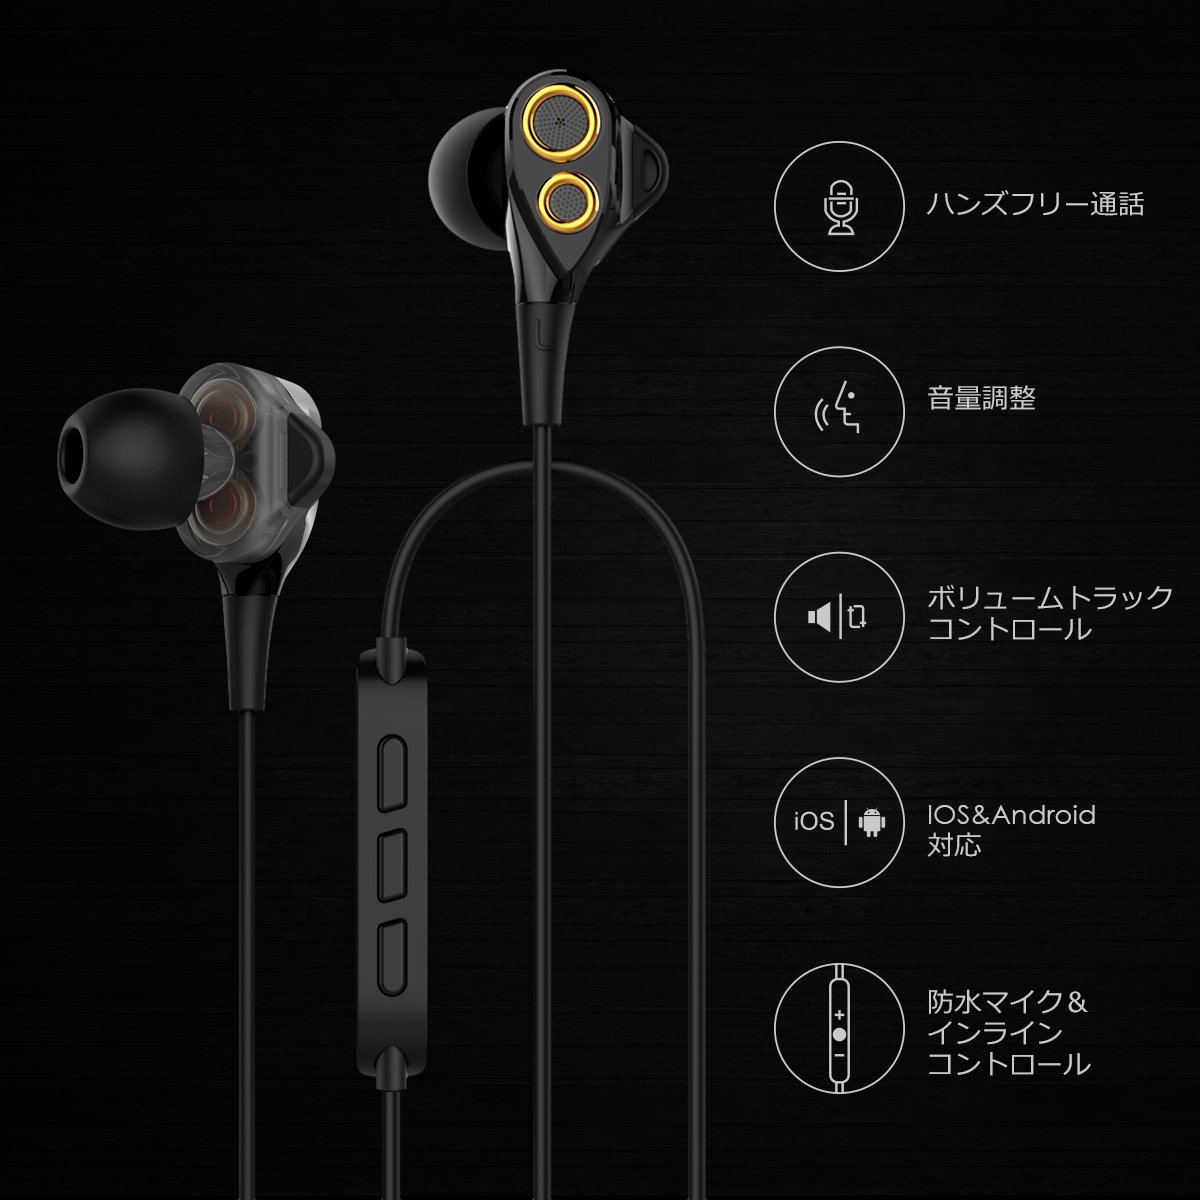 ハンズフリー通話
音量調整
ボリュームトラック
コントロール
iOS
IOS&Android
対応
防水マイク&
インライン
コントロール